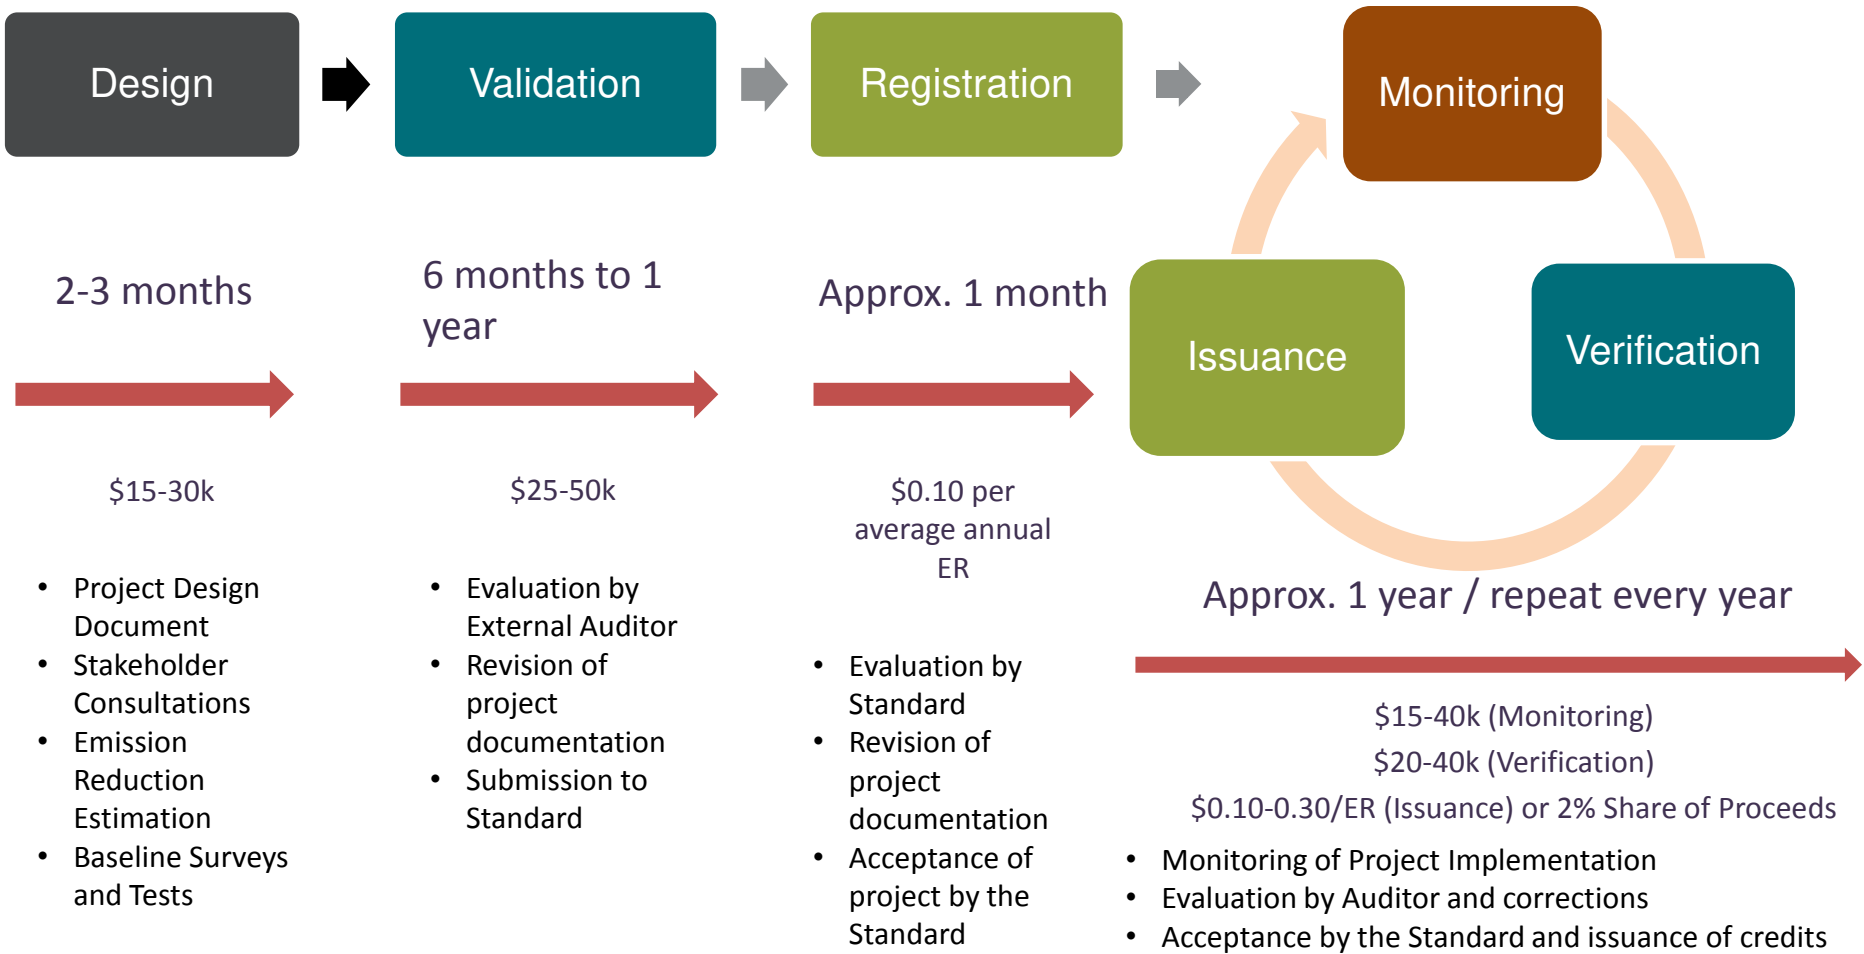 Design
Validation
Registration
Monitoring
Issuance
Verification
2-3 months
6 months to 1
year
Approx. 1 month
$15-30k
$25-50k
$0.10 per
average annual
ER
• Project Design
Document
• Stakeholder
Consultations
• Emission
Reduction
Estimation
• Baseline Surveys
and Tests
• Evaluation by
External Auditor
• Revision of
project
documentation
• Submission to
Standard
• Evaluation by
Standard
• Revision of
project
documentation
• Acceptance of
project by the
Standard
Approx. 1 year / repeat every year
$15-40k (Monitoring)
$20-40k (Verification)
$0.10-0.30/ER (Issuance) or 2% Share of Proceeds
• Monitoring of Project Implementation
• Evaluation by Auditor and corrections
• Acceptance by the Standard and issuance of credits